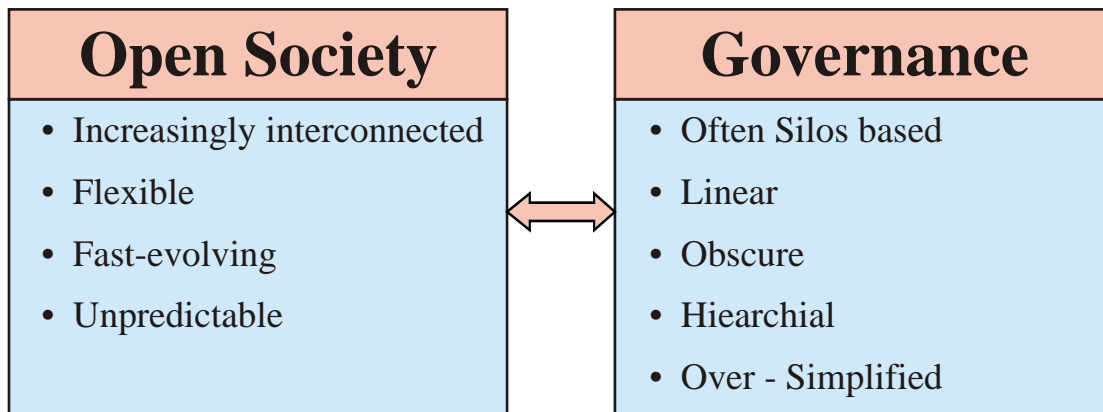 Open Society
• Increasingly interconnected
• Flexible
• Fast-evolving
• Unpredictable
Governance
• Often Silos based
• Linear
• Obscure
• Hiearchial
• Over - Simplified